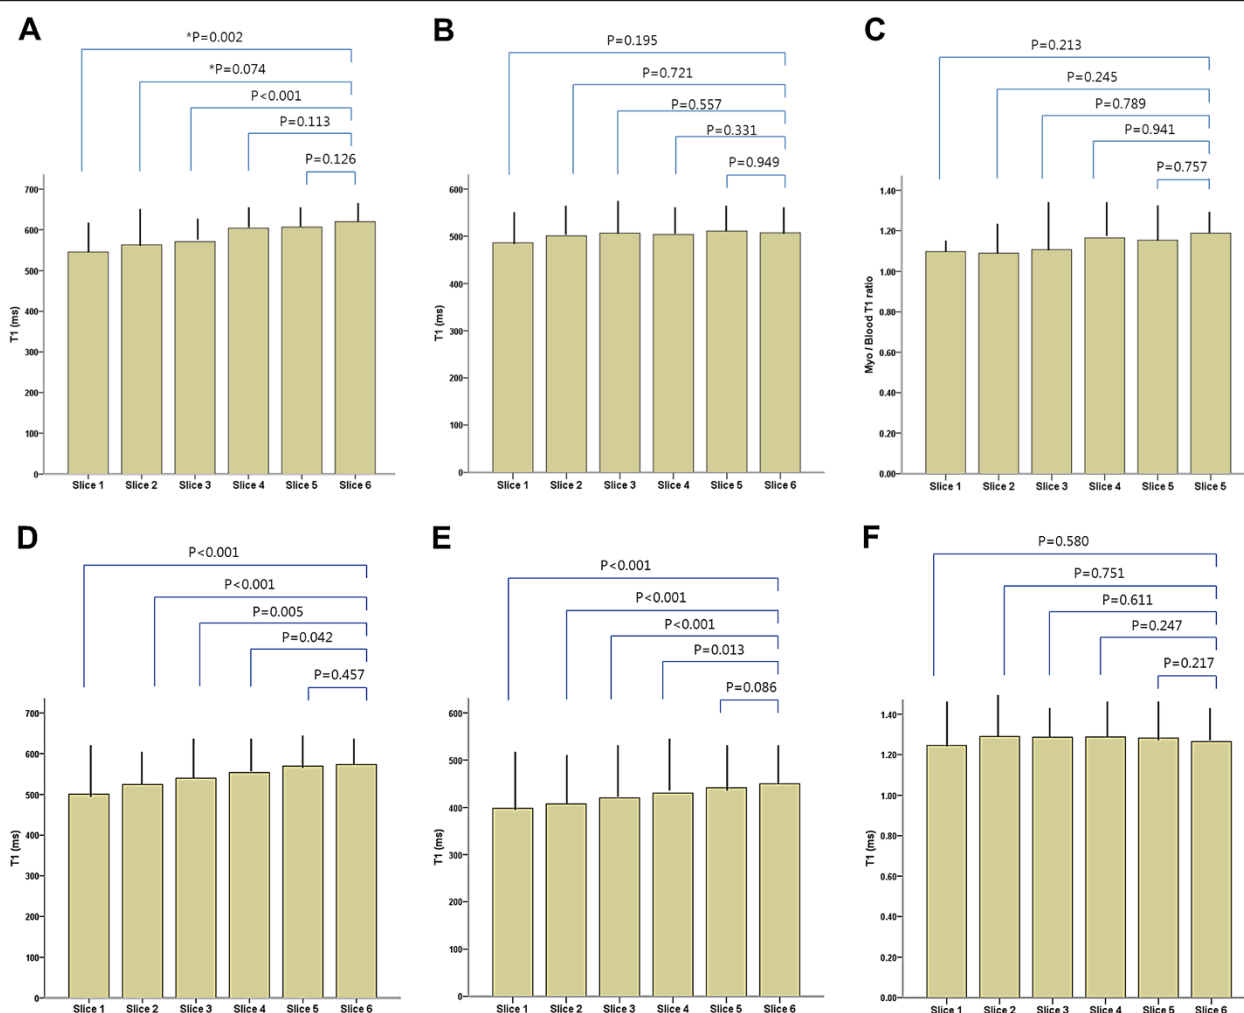 A
*P=0.002
*P=0.074
P<0.001
P=0.113
P=0.126
700
600
500
400
300
200
100
0
T1 (ms)
Slice 1 Slice 2 Slice 3 Slice 4 Slice 5 Slice 6
B
P=0.195
P=0.721
P=0.557
P=0.331
P=0.949
600
500
400
300
200
100
0
T1 (ms)
Slice 1 Slice 2 Slice 3 Slice 4 Slice 5 Slice 6
C
P=0.213
P=0.245
P=0.789
P=0.941
P=0.757
1.40
1.20
1.00
0.80
0.60
0.40
0.20
0.00
Myo / Blood T1 ratio
Slice 1 Slice 2 Slice 3 Slice 4 Slice 5 Slice 5
D
P<0.001
P<0.001
P=0.005
P=0.042
P=0.457
700
600
500
400
300
200
100
0
T1 (ms)
Slice 1 Slice 2 Slice 3 Slice 4 Slice 5 Slice 6
E
P<0.001
P<0.001
P<0.001
P=0.013
P=0.086
600
500
400
300
200
100
0
T1 (ms)
Slice 1 Slice 2 Slice 3 Slice 4 Slice 5 Slice 6
F
P=0.580
P=0.751
P=0.611
P=0.247
P=0.217
1.40
1.20
1.00
0.80
0.60
0.40
0.20
0.00
T1 (ms)
Slice 1 Slice 2 Slice 3 Slice 4 Slice 5 Slice 6